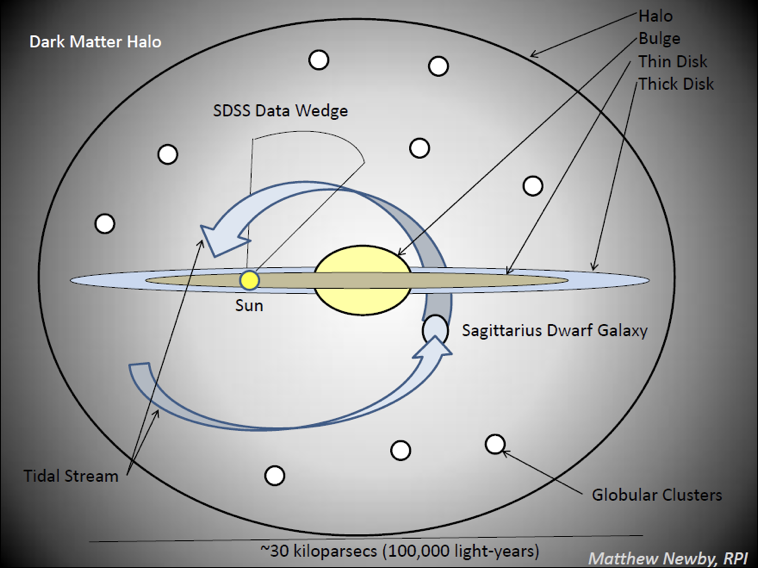 Dark Matter Halo
Halo
Bulge
Thin Disk
Thick Disk
SDSS Data Wedge
Sun
Sagittarius Dwarf Galaxy
Tidal Stream
Globular Clusters
~30 kiloparsecs (100,000 light-years)
Matthew Newby, RPI